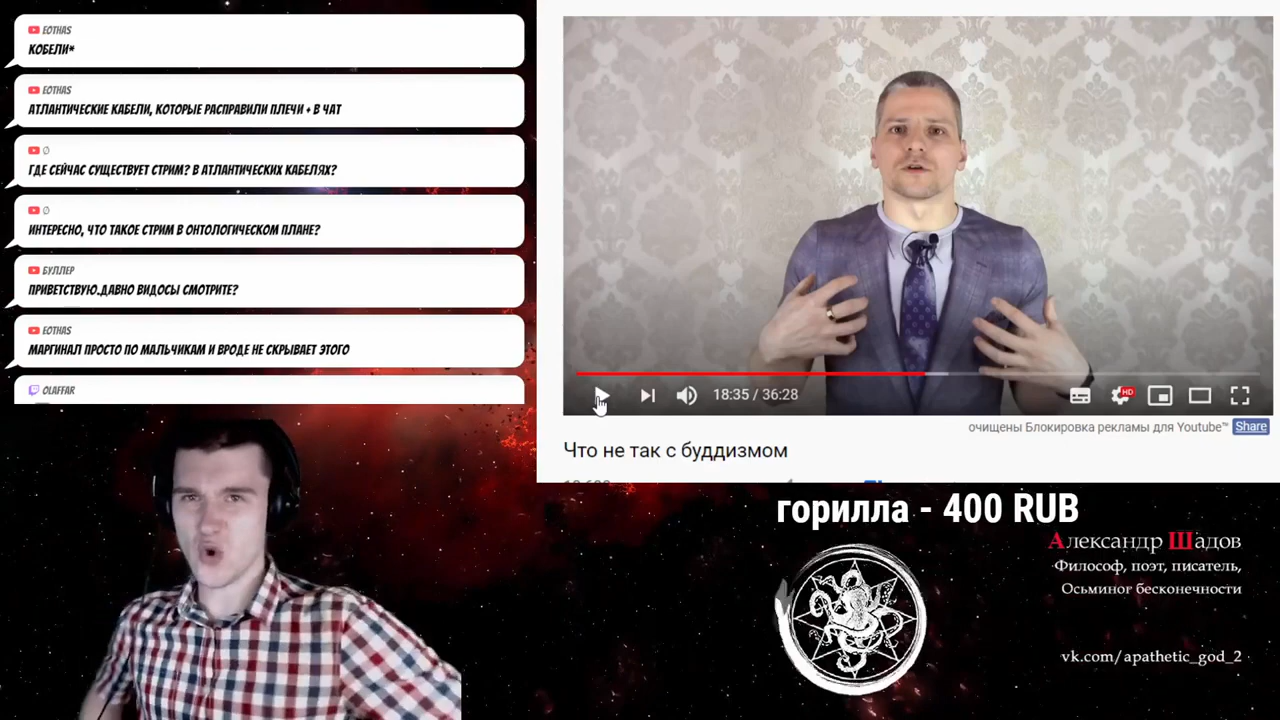 EOTHAS
КОБЕЛИ*
EOTHAS
АТЛАНТИЧЕСКИЕ КАБЕЛИ, КОТОРЫЕ РАСПРАВИЛИ ПЛЕЧИ + В ЧАТ
Ø
ГДЕ СЕЙЧАС СУЩЕСТВУЕТ СТРИМ? В АТЛАНТИЧЕСКИХ КАБЕЛЯХ?
Ø
ИНТЕРЕСНО, ЧТО ТАКОЕ СТРИМ В ОНТОЛОГИЧЕСКОМ ПЛАНЕ?
БУЛЛЕР
ПРИВЕТСТВУЮ.ДАВНО ВИДОСЫ СМОТРИТЕ?
EOTHAS
МАРГИНАЛ ПРОСТО ПО МАЛЬЧИКАМ И ВРОДЕ НЕ СКРЫВАЕТ ЭТОГО
OLAFFAR
18:35 / 36:28
HD
очищены Блокировка рекламы для Youtube™ Share
Что не так с буддизмом
горилла - 400 RUB
Александр Шадов
Философ, поэт, писатель,
Осьминог бесконечности
vk.com/apathetic_god_2